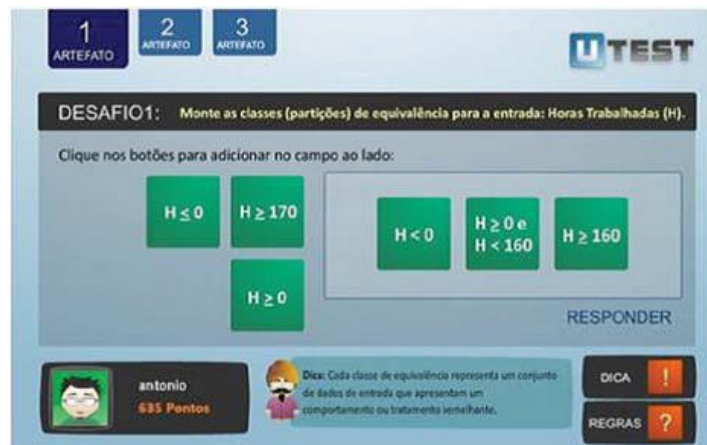 1
ARTEFATO
2
ARTEFATO
3
ARTEFATO
U TEST
DESAFIO1: Monte as classes (partições) de equivalência para a entrada: Horas Trabalhadas (H).
Clique nos botões para adicionar no campo ao lado:
H ≤ 0
H ≥ 170
H ≥ 0
H < 0
H ≥ 0 e
H < 160
H ≥ 160
RESPONDER
antonio
635 Pontos
Dica: Cada classe de equivalência representa um conjunto
de dados de entrada que apresentam um
comportamento ou tratamento semelhante.
DICA !
REGRAS ?